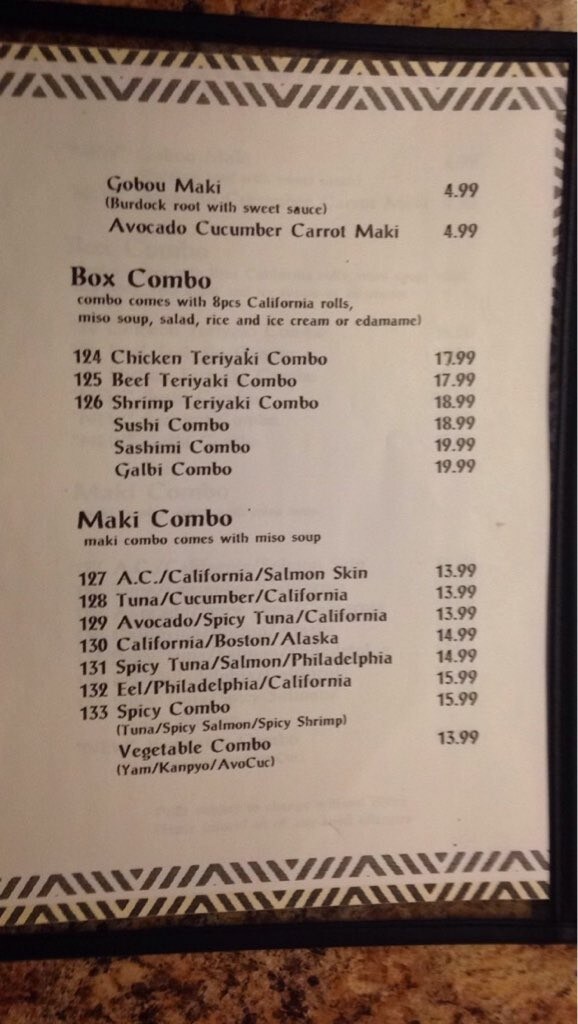 Gobou Maki 4.99
(Burdock root with sweet sauce)
Avocado Cucumber Carrot Maki 4.99
Box Combo
combo comes with 8pcs California rolls,
miso soup, salad, rice and ice cream or edamame)
124 Chicken Teriyaki Combo 17.99
125 Beef Teriyaki Combo 17.99
126 Shrimp Teriyaki Combo 18.99
Sushi Combo 18.99
Sashimi Combo 19.99
Galbi Combo 19.99
Maki Combo
maki combo comes with miso soup
127 A.C./California/Salmon Skin 13.99
128 Tuna/Cucumber/California 13.99
129 Avocado/Spicy Tuna/California 13.99
130 California/Boston/Alaska 14.99
131 Spicy Tuna/Salmon/Philadelphia 14.99
132 Eel/Philadelphia/California 15.99
133 Spicy Combo 15.99
(Tuna/Spicy Salmon/Spicy Shrimp)
Vegetable Combo 13.99
(Yam/Kanpyo/AvoCuc)